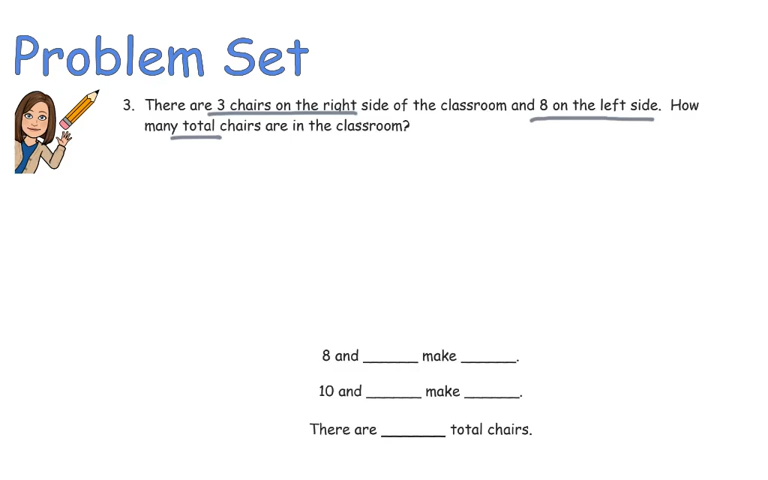 Problem Set
3. There are 3 chairs on the right side of the classroom and 8 on the left side. How
many total chairs are in the classroom?
8 and ______ make ______.
10 and ______ make ______.
There are _______ total chairs.